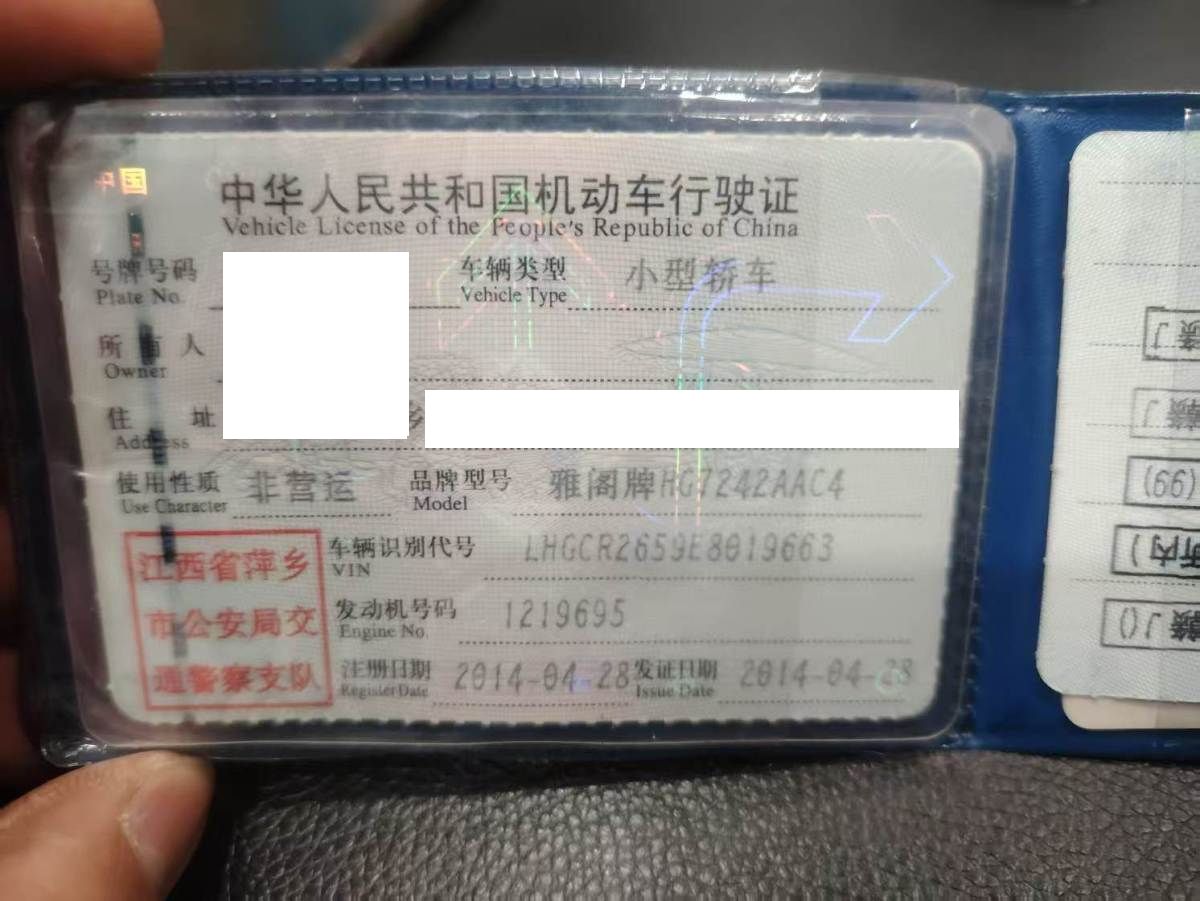 中国
中华人民共和国机动车行驶证
Vehicle License of the People's Republic of China
号牌号码 车辆类型 小型轿车
Plate No. Vehicle Type
所有人
Owner
住址 乡
Address
使用性质 非营运 品牌型号 雅阁牌HG7242AAC4
Use Character Model
江西省萍乡
市公安局交
通警察支队
车辆识别代号 LHGCR2659E8019663
VIN
发动机号码 1219695
Engine No.
注册日期 2014-04-28 发证日期 2014-04-28
Register Date Issue Date